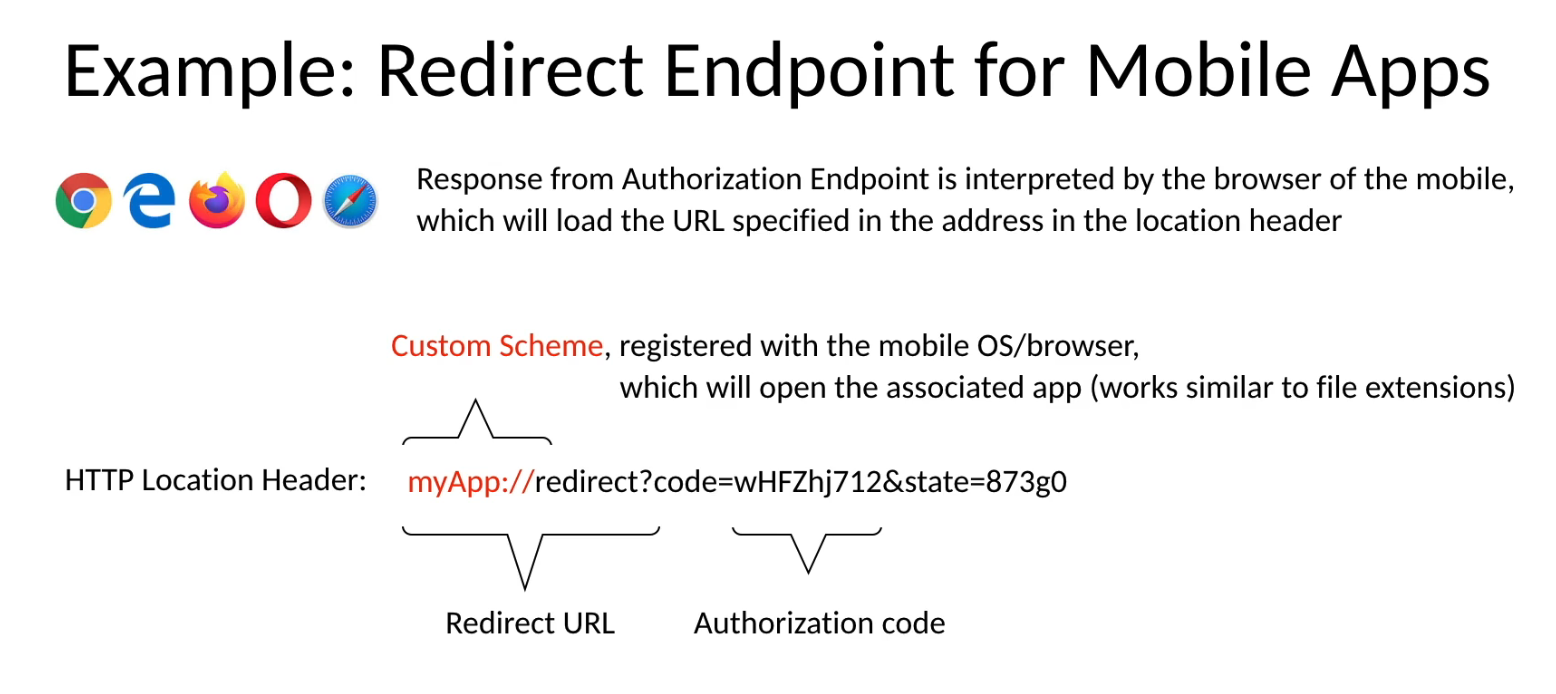 Example: Redirect Endpoint for Mobile Apps
Response from Authorization Endpoint is interpreted by the browser of the mobile,
which will load the URL specified in the address in the location header
Custom Scheme, registered with the mobile OS/browser,
which will open the associated app (works similar to file extensions)
HTTP Location Header: myApp://redirect?code=wHFZhj712&state=873g0
Redirect URL
Authorization code